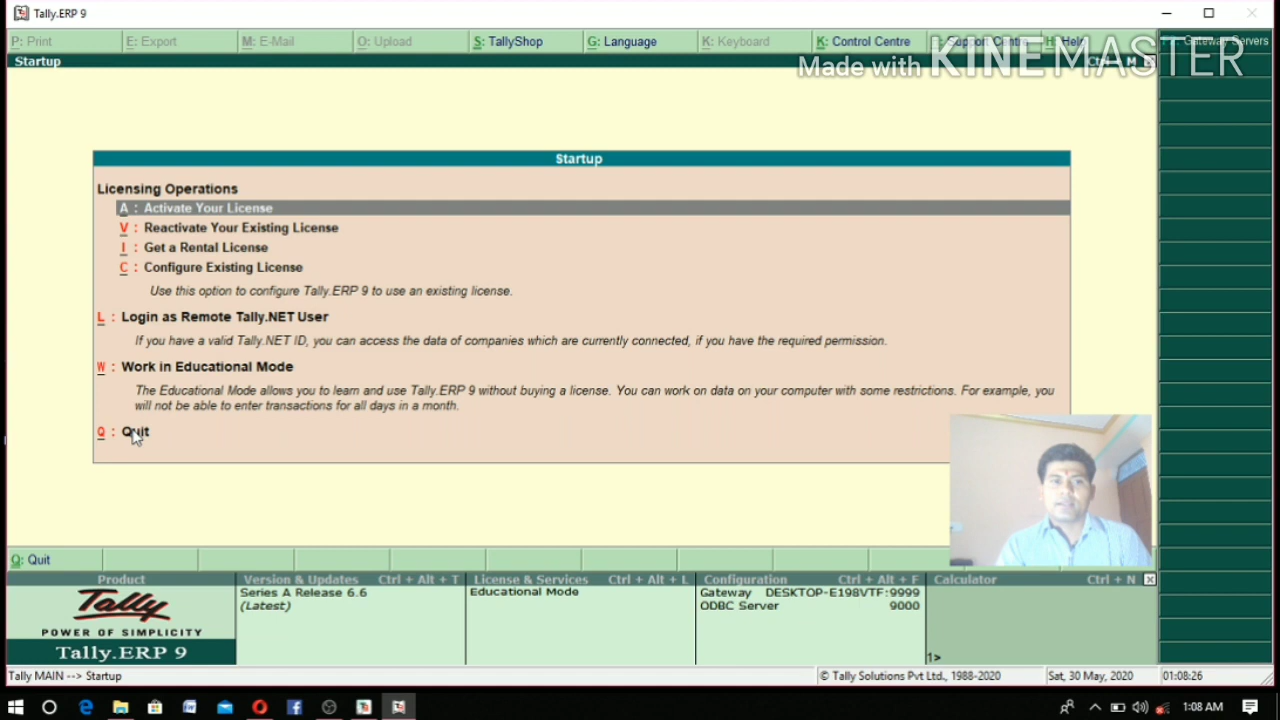 Tally.ERP 9
P: Print
E: Export
M: E-Mail
O: Upload
S: TallyShop
G: Language
K: Keyboard
K: Control Centre
Support Centre
H: Help
Gateway Servers
Startup
Ctrl + M
Made with KINEMASTER
Startup
Licensing Operations
A : Activate Your License
V : Reactivate Your Existing License
I : Get a Rental License
C : Configure Existing License
Use this option to configure Tally.ERP 9 to use an existing license.
L : Login as Remote Tally.NET User
If you have a valid Tally.NET ID, you can access the data of companies which are currently connected, if you have the required permission.
W : Work in Educational Mode
The Educational Mode allows you to learn and use Tally.ERP 9 without buying a license. You can work on data on your computer with some restrictions. For example, you
will not be able to enter transactions for all days in a month.
Q : Quit
Q: Quit
Product
Tally
POWER OF SIMPLICITY
Tally.ERP 9
Version & Updates Ctrl + Alt + T
Series A Release 6.6
(Latest)
License & Services Ctrl + Alt + L
Educational Mode
Configuration Ctrl + Alt + F
Gateway DESKTOP-E198VTF:9999
ODBC Server 9000
Calculator Ctrl + N
1>
Tally MAIN --> Startup
© Tally Solutions Pvt Ltd., 1988-2020
Sat, 30 May, 2020
01:08:26
1:08 AM